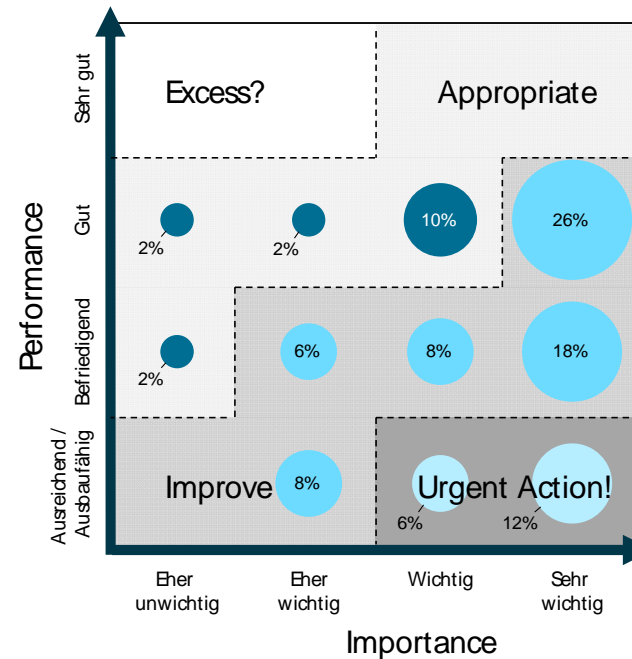 Performance
Sehr gut
Gut
Befriedigend
Ausreichend /
Ausbaufähig
Excess?
Appropriate
2%
2%
10%
26%
2%
6%
8%
18%
Improve
8%
Urgent Action!
6%
12%
Eher
unwichtig
Eher
wichtig
Wichtig
Sehr
wichtig
Importance